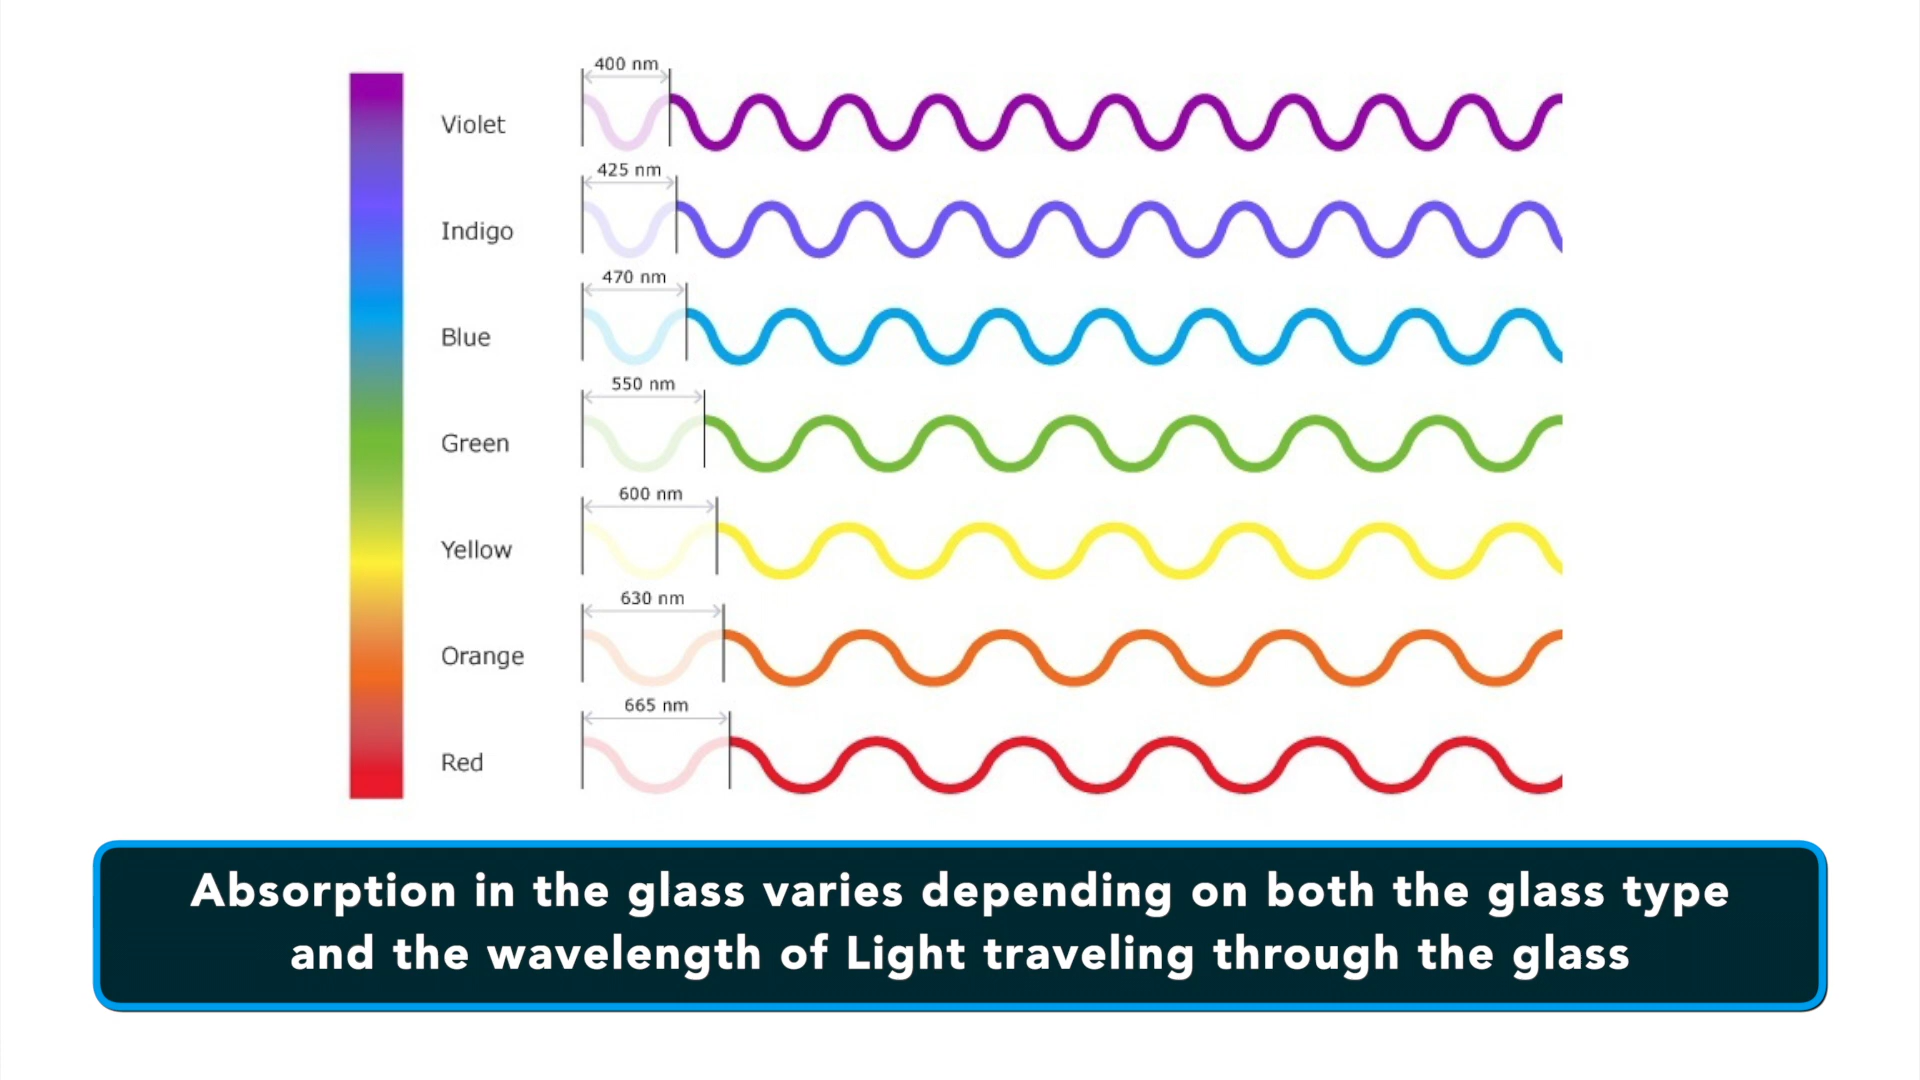 400 nm
Violet
425 nm
Indigo
470 nm
Blue
550 nm
Green
600 nm
Yellow
630 nm
Orange
665 nm
Red
Absorption in the glass varies depending on both the glass type
and the wavelength of Light traveling through the glass